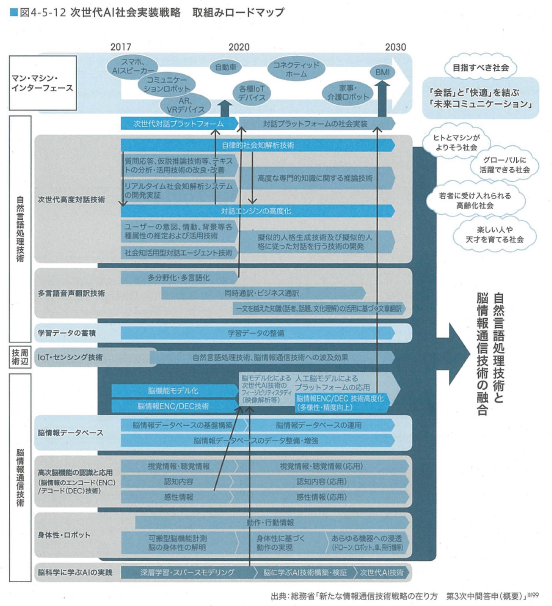 ■図4-5-12 次世代AI社会実装戦略　取組みロードマップ
2017
2020
2030
マン・マシン・
インターフェース
スマホ、
AIスピーカー
コミュニケー
ションロボット
AR、
VRデバイス
自動車
各種IoT
デバイス
コネクティッド
ホーム
家事・
介護ロボット
BMI
目指すべき社会
「会話」と「快適」を結ぶ
「未来コミュニケーション」
ヒトとマシンが
よりそう社会
グローバルに
活躍できる社会
若者に受け入れられる
高齢化社会
楽しい人や
天才を育てる社会
自然言語処理技術と
脳情報通信技術の融合
自然言語処理技術
次世代対話プラットフォーム
対話プラットフォームの社会実装
次世代高度対話技術
自律的社会知解析技術
質問応答、仮説推論技術等、テキスト
の分析・活用技術の改良・改善
リアルタイム社会知解析システム
の開発実証
高度な専門的知識に関する推論技術
対話エンジンの高度化
ユーザーの意図、情動、背景等各
種属性の推定および活用技術
社会知活用型対話エージェント技術
擬似的人格生成技術及び擬似的人
格に従った対話を行う技術の開発
多言語音声翻訳技術
多分野化・多言語化
同時通訳・ビジネス通訳
一文を越えた知識（話者、話題、文化理解）の活用に基づく文章翻訳
学習データの蓄積
学習データの整備
周辺
技術
IoT・センシング技術
自然言語処理技術、脳情報通信技術への波及効果
脳情報通信技術
脳機能モデル化
脳情報ENC/DEC技術
脳モデル化による
次世代AI技術の
フィージビリティスタディ
（映像解析等）
人工脳モデルによる
プラットフォームの応用
脳情報ENC/DEC 技術高度化
（多様性・精度向上）
脳情報データベース
脳情報データベースの基盤構築
脳情報データベースの運用
脳情報データベースのデータ整備・増強
高次脳機能の認識と応用
（脳情報のエンコード（ENC）
/デコード（DEC）技術）
視覚情報・聴覚情報
視覚情報・聴覚情報（応用）
認知内容
認知内容（応用）
感性情報
感性情報（応用）
身体性・ロボット
動作・行動情報
可搬型脳機能計測
脳の身体性の解明
身体性に基づく
動作の実現
あらゆる機器への浸透
（ドローン、ロボット、車、飛行機等）
脳科学に学ぶAIの実践
深層学習・スパースモデリング
脳に学ぶAI技術構築・検証
次世代AI技術
出典：総務省「新たな情報通信技術戦略の在り方　第3次中間答申（概要）」※99